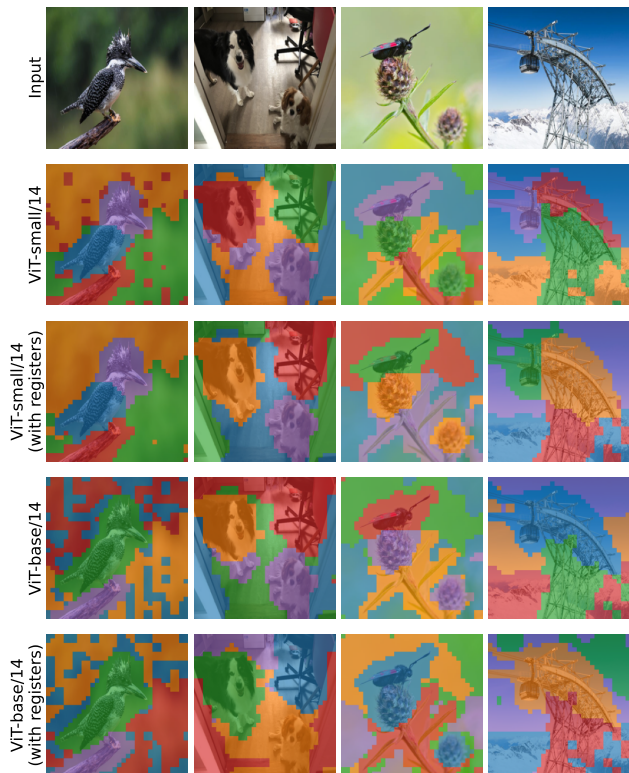 Input
ViT-small/14
ViT-small/14
(with registers)
ViT-base/14
ViT-base/14
(with registers)